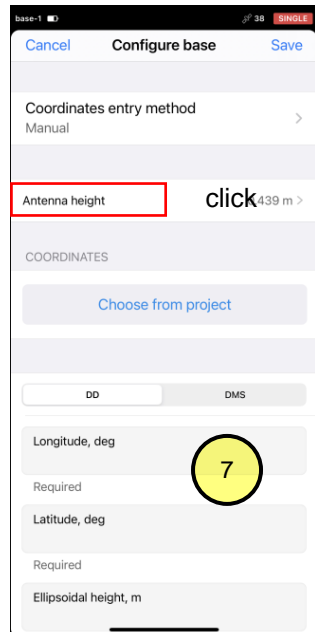 base-1 38 SINGLE
Cancel Configure base Save
Coordinates entry method
Manual
Antenna height click 439 m
COORDINATES
Choose from project
DD DMS
Longitude, deg
7
Required
Latitude, deg
Required
Ellipsoidal height, m